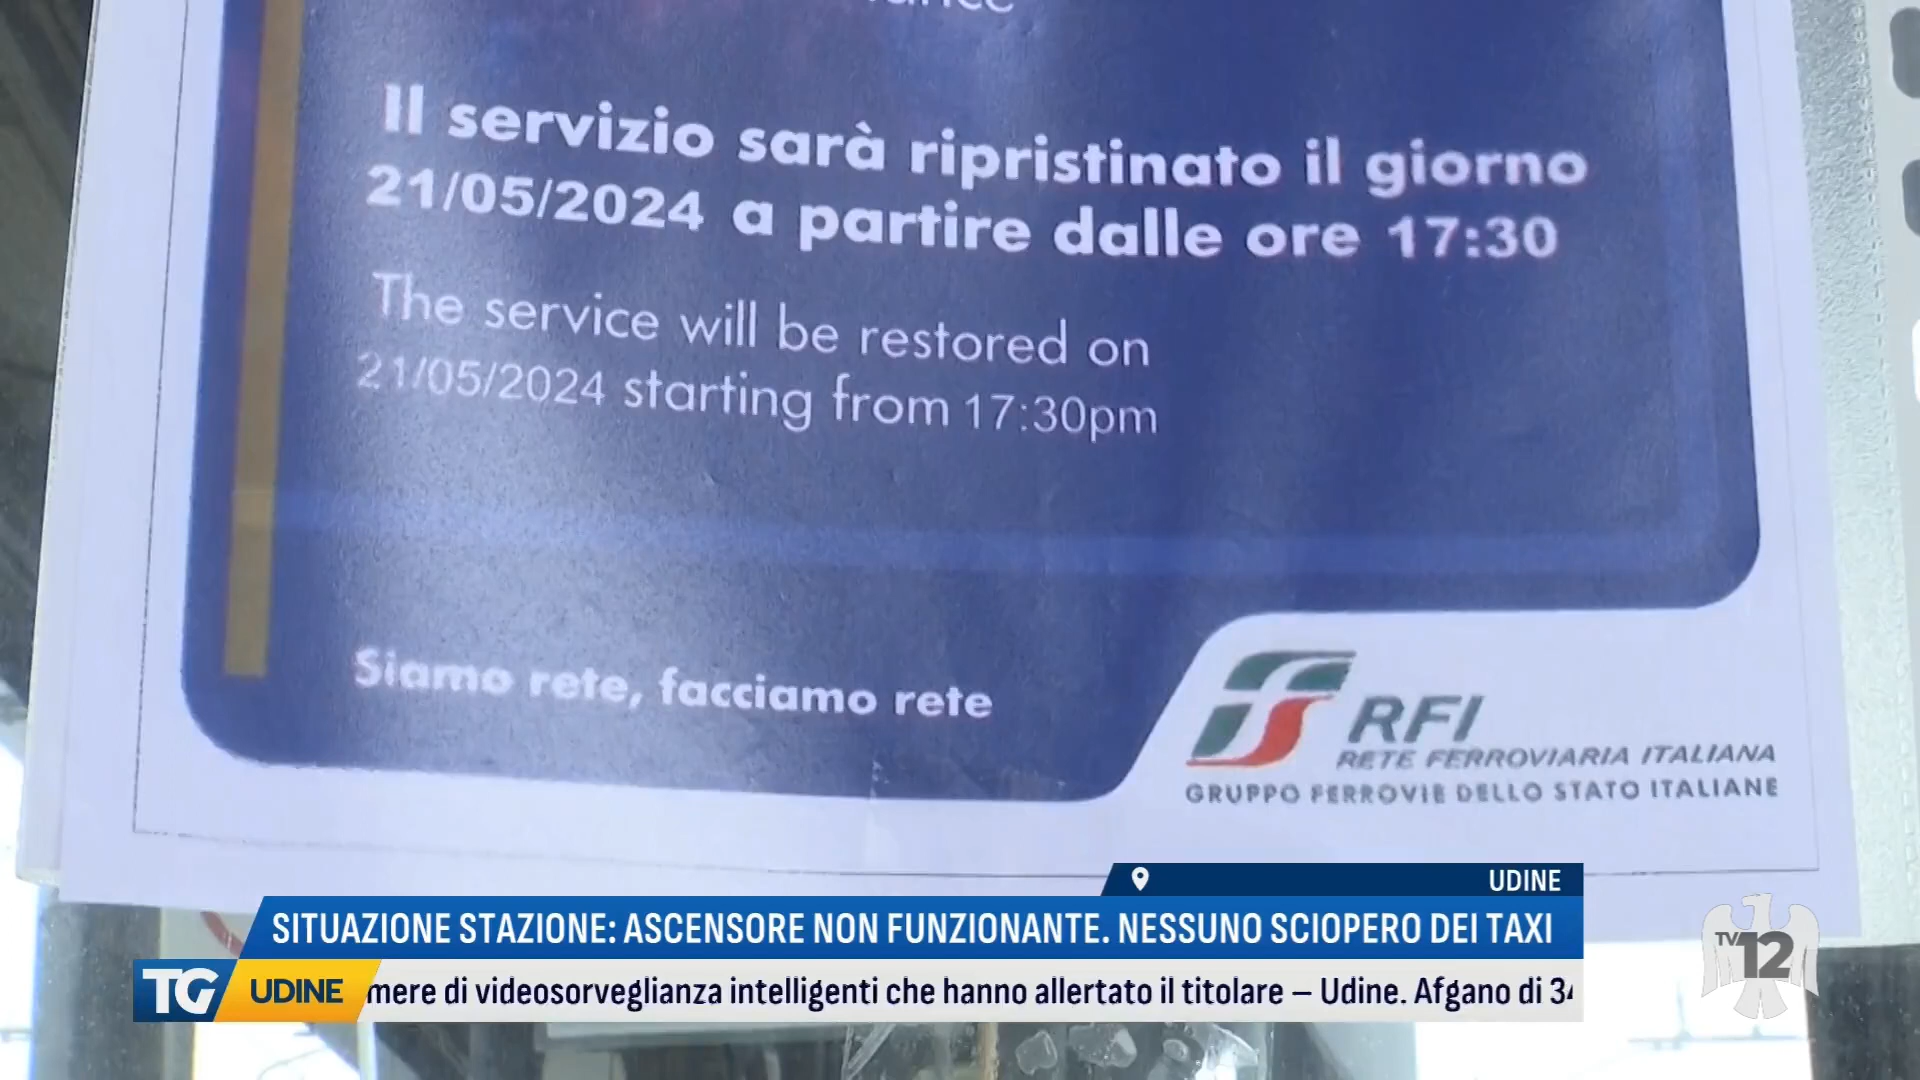 Il servizio sarà ripristinato il giorno
21/05/2024 a partire dalle ore 17:30
The service will be restored on
21/05/2024 starting from 17:30pm
Siamo rete, facciamo rete
RFI
RETE FERROVIARIA ITALIANA
GRUPPO FERROVIE DELLO STATO ITALIANE
UDINE
SITUAZIONE STAZIONE: ASCENSORE NON FUNZIONANTE. NESSUNO SCIOPERO DEI TAXI
TV12
TG UDINE
mere di videosorveglianza intelligenti che hanno allertato il titolare – Udine. Afgano di 34